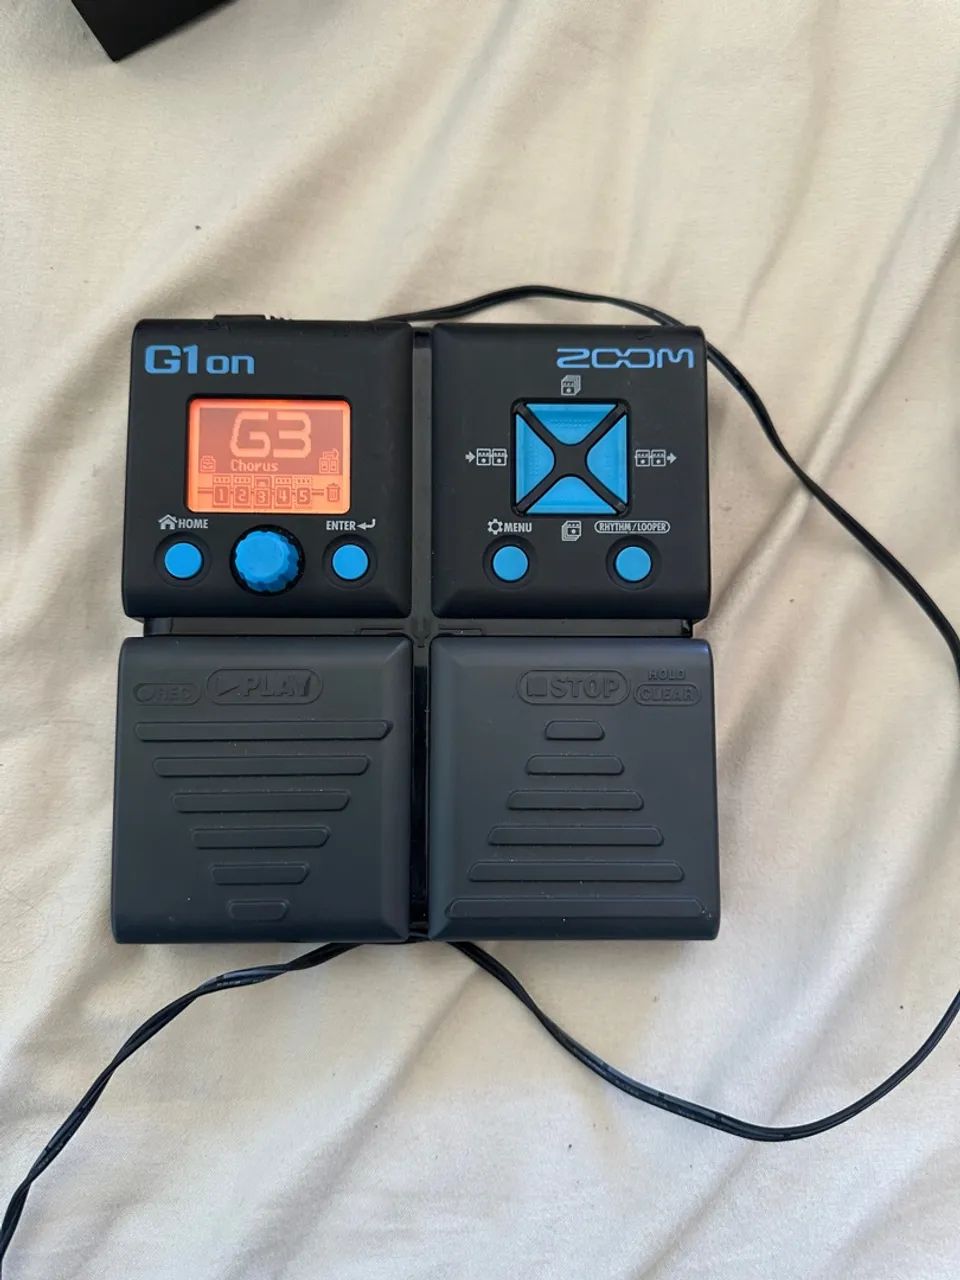 G1on
ZOOM
G3
Chorus
1 2 3 4 5
HOME
ENTER
MENU
RHYTHM/LOOPER
REC
PLAY
STOP
HOLD
CLEAR